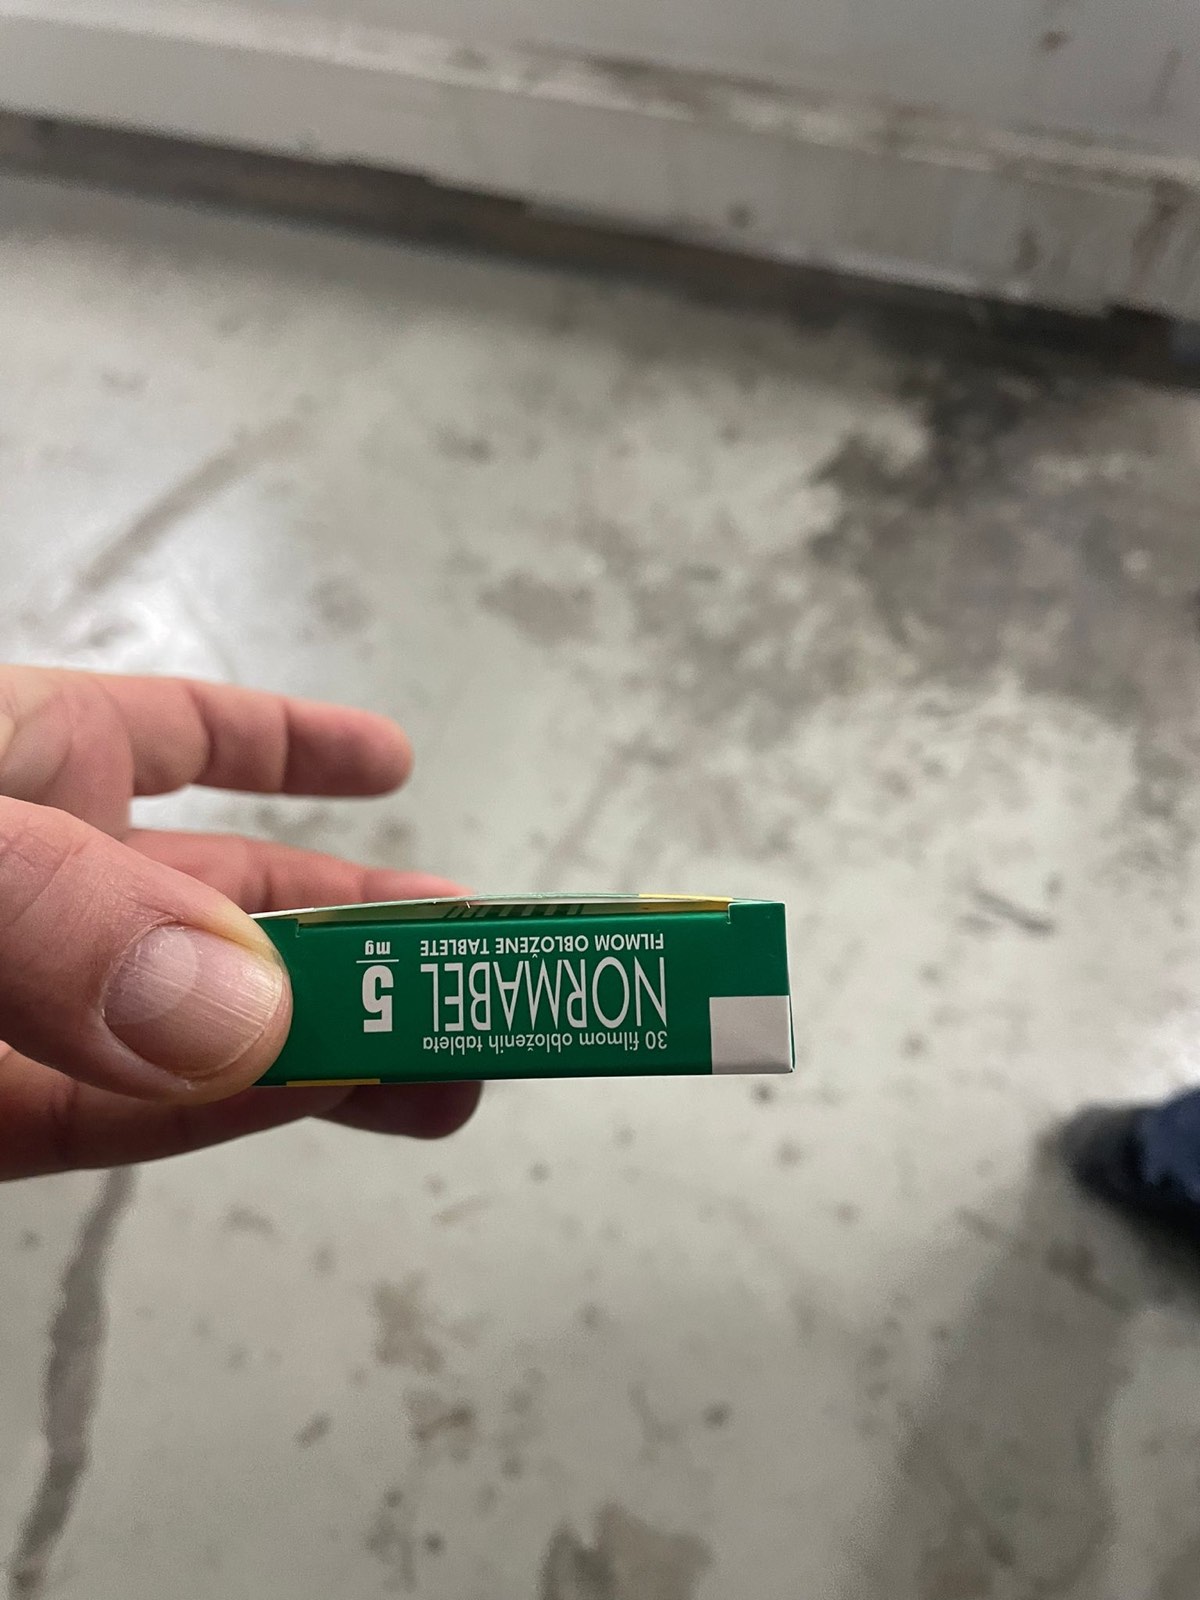 30 filmom obloženih tableta
NORMABEL 5 mg
FILMOM OBLOŽENE TABLETE